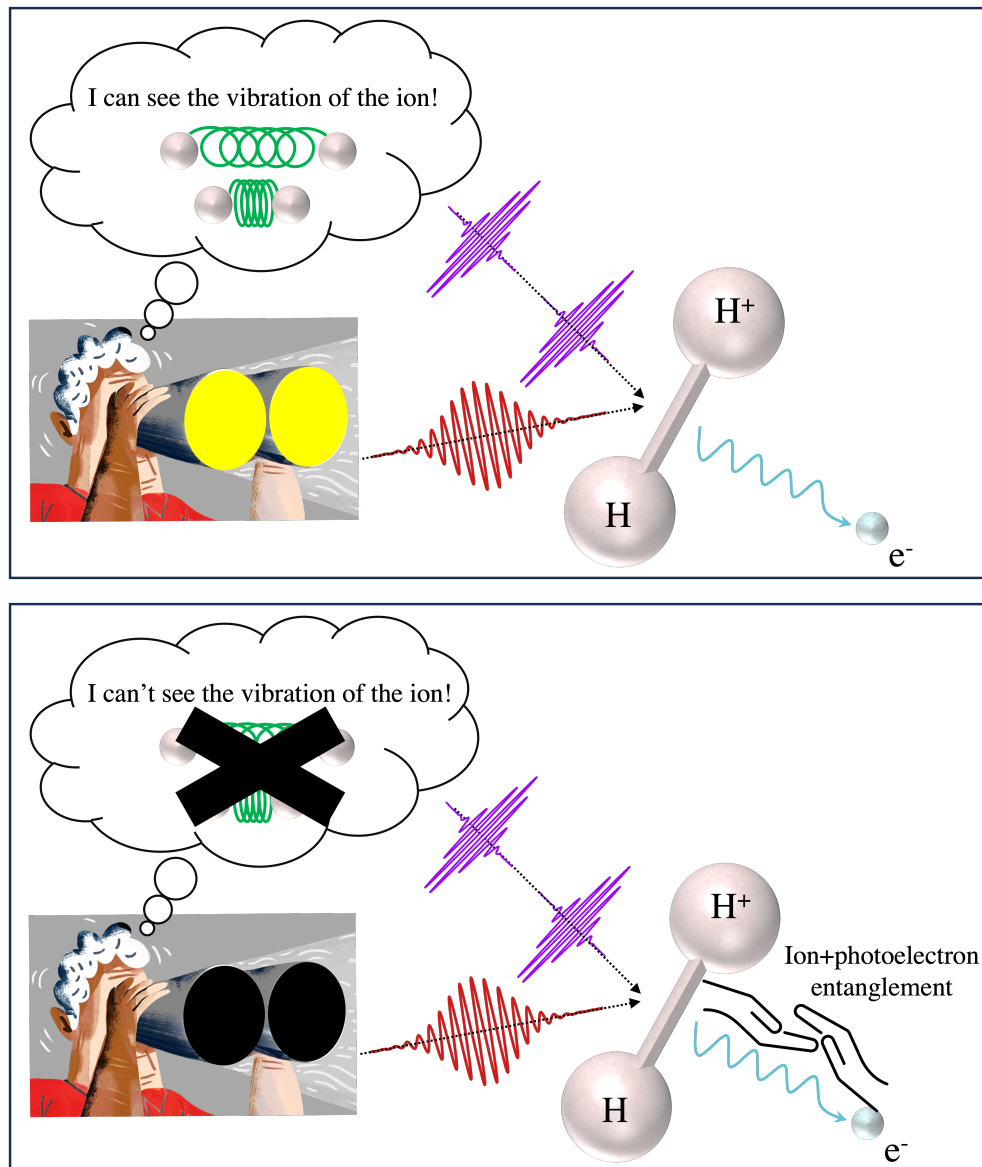 I can see the vibration of the ion!
H⁺
H
e⁻
I can’t see the vibration of the ion!
H⁺
Ion+photoelectron
entanglement
H
e⁻